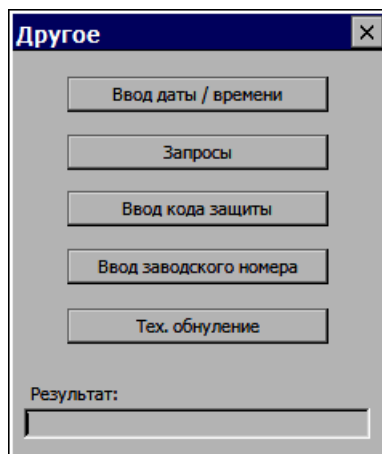 Другое
Ввод даты / времени
Запросы
Ввод кода защиты
Ввод заводского номера
Тех. обнуление
Результат: